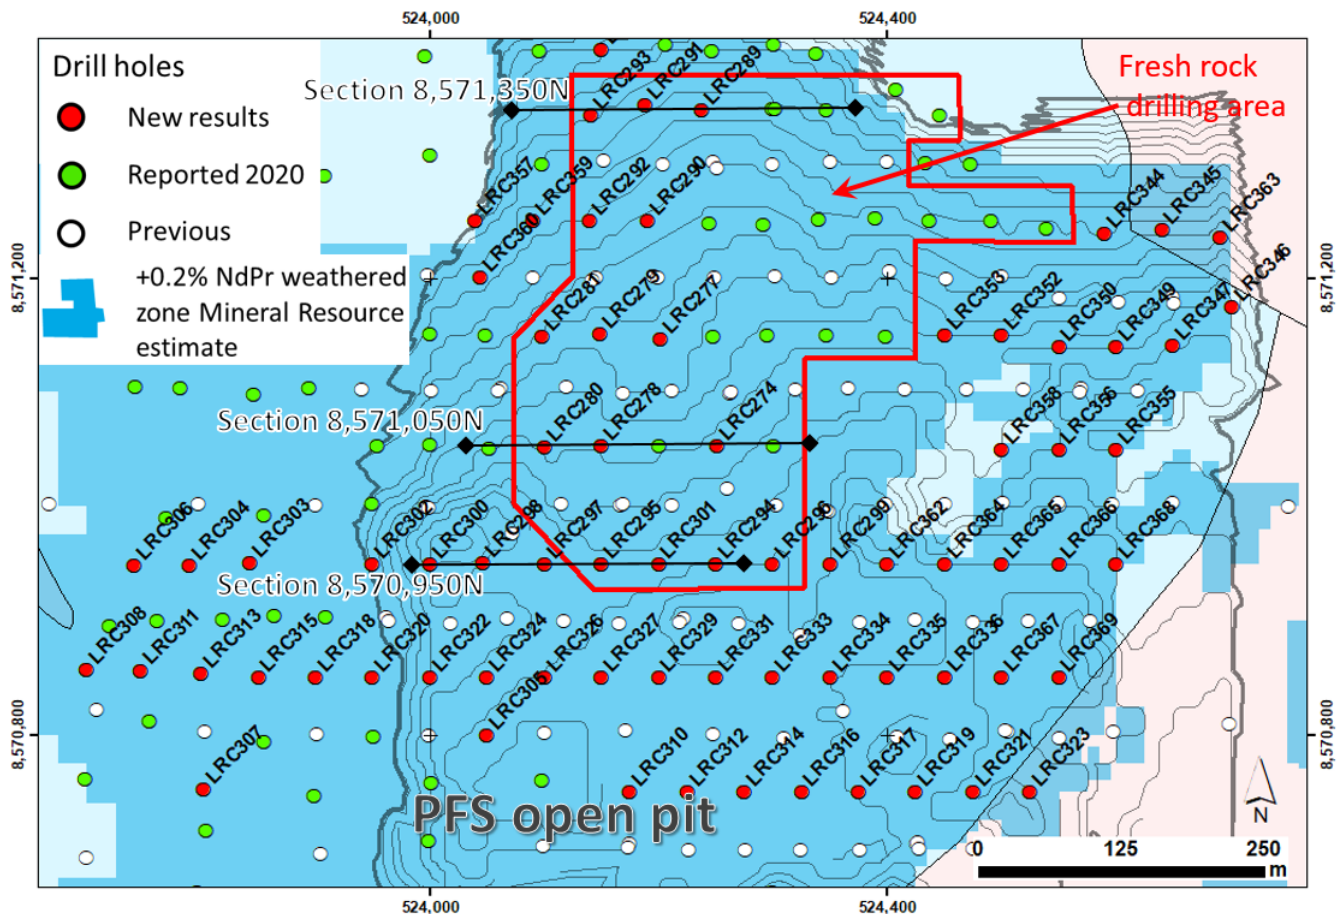 524,000
524,400
Drill holes
New results
Reported 2020
Previous
+0.2% NdPr weathered
zone Mineral Resource
estimate
Section 8,571,350N
Fresh rock
drilling area
LRC293
LRC291
LRC289
LRC357
LRC359
LRC292
LRC290
LRC360
LRC344
LRC345
LRC363
LRC346
8,571,200
8,571,200
LRC281
LRC279
LRC277
LRC353
LRC352
LRC350
LRC349
LRC347
Section 8,571,050N
LRC280
LRC278
LRC274
LRC358
LRC356
LRC355
LRC306
LRC304
LRC303
LRC302
LRC300
LRC298
LRC297
LRC295
LRC301
LRC294
LRC296
LRC299
LRC362
LRC364
LRC365
LRC366
LRC368
Section 8,570,950N
LRC308
LRC311
LRC313
LRC315
LRC318
LRC320
LRC322
LRC324
LRC326
LRC327
LRC329
LRC331
LRC333
LRC334
LRC335
LRC336
LRC367
LRC369
8,570,800
8,570,800
LRC307
LRC305
LRC310
LRC312
LRC314
LRC316
LRC317
LRC319
LRC321
LRC323
PFS open pit
N
0 125 250
m
524,000
524,400